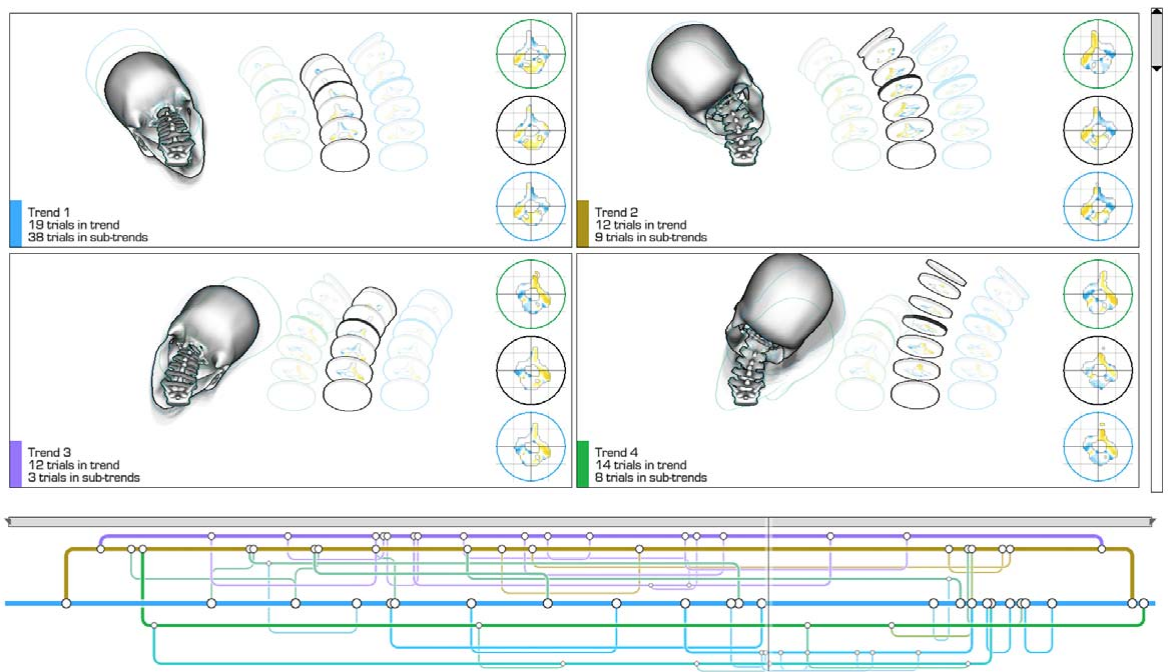 Trend 1
19 trials in trend
38 trials in sub-trends
Trend 2
12 trials in trend
9 trials in sub-trends
Trend 3
12 trials in trend
3 trials in sub-trends
Trend 4
14 trials in trend
8 trials in sub-trends